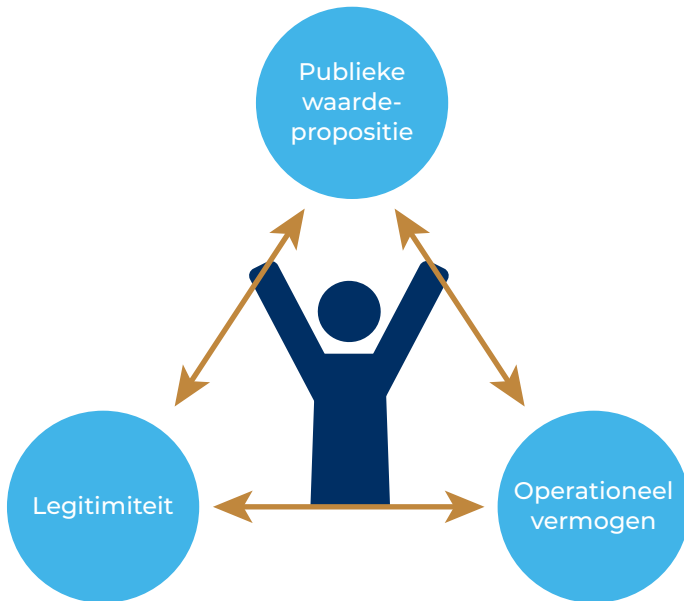 Publieke
waarde-
propositie
Legitimiteit
Operationeel
vermogen